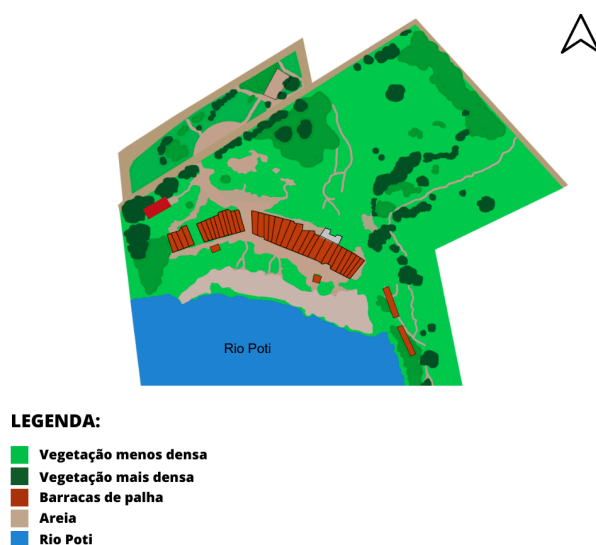 Rio Poti
LEGENDA:
Vegetação menos densa
Vegetação mais densa
Barracas de palha
Areia
Rio Poti